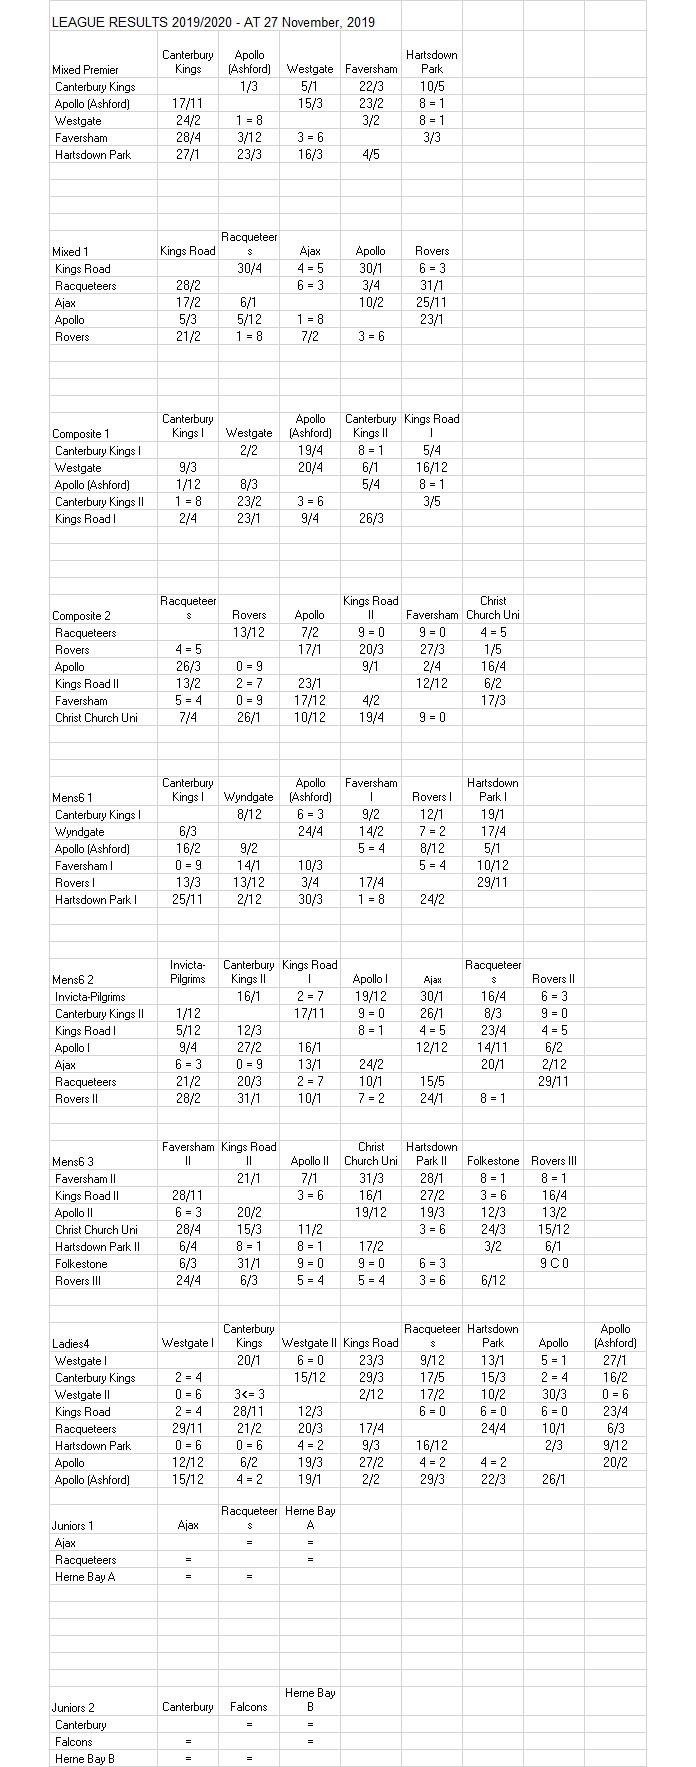 LEAGUE RESULTS 2019/2020 - AT 27 November, 2019
Mixed Premier Canterbury Kings Apollo (Ashford) Westgate Faversham Hartsdown Park
Canterbury Kings 1/3 5/1 22/3 10/5
Apollo (Ashford) 17/11 15/3 23/2 8 = 1
Westgate 24/2 1 = 8 3/2 8 = 1
Faversham 28/4 3/12 3 = 6 3/3
Hartsdown Park 27/1 23/3 16/3 4/5
Mixed 1 Kings Road Racqueteers Ajax Apollo Rovers
Kings Road 30/4 4 = 5 30/1 6 = 3
Racqueteers 28/2 6 = 3 3/4 31/1
Ajax 17/2 6/1 10/2 25/11
Apollo 5/3 5/12 1 = 8 23/1
Rovers 21/2 1 = 8 7/2 3 = 6
Composite 1 Canterbury Kings I Westgate Apollo (Ashford) Canterbury Kings II Kings Road I
Canterbury Kings I 2/2 19/4 8 = 1 5/4
Westgate 9/3 20/4 6/1 16/12
Apollo (Ashford) 1/12 8/3 5/4 8 = 1
Canterbury Kings II 1 = 8 23/2 3 = 6 3/5
Kings Road I 2/4 23/1 9/4 26/3
Composite 2 Racqueteers Rovers Apollo Kings Road II Faversham Christ Church Uni
Racqueteers 13/12 7/2 9 = 0 9 = 0 4 = 5
Rovers 4 = 5 17/1 20/3 27/3 1/5
Apollo 26/3 0 = 9 9/1 2/4 16/4
Kings Road II 13/2 2 = 7 23/1 12/12 6/2
Faversham 5 = 4 0 = 9 17/12 4/2 17/3
Christ Church Uni 7/4 26/1 10/12 19/4 9 = 0
Mens6 1 Canterbury Kings I Wyndgate Apollo (Ashford) Faversham I Rovers I Hartsdown Park I
Canterbury Kings I 8/12 6 = 3 9/2 12/1 19/1
Wyndgate 6/3 24/4 14/2 7 = 2 17/4
Apollo (Ashford) 16/2 9/2 5 = 4 8/12 5/1
Faversham I 0 = 9 14/1 10/3 5 = 4 10/12
Rovers I 13/3 13/12 3/4 17/4 29/11
Hartsdown Park I 25/11 2/12 30/3 1 = 8 24/2
Mens6 2 Invicta-Pilgrims Canterbury Kings II Kings Road I Apollo I Ajax Racqueteers Rovers II
Invicta-Pilgrims 16/1 2 = 7 19/12 30/1 16/4 6 = 3
Canterbury Kings II 1/12 17/11 9 = 0 26/1 8/3 9 = 0
Kings Road I 5/12 12/3 8 = 1 4 = 5 23/4 4 = 5
Apollo I 9/4 27/2 16/1 12/12 14/11 6/2
Ajax 6 = 3 0 = 9 13/1 24/2 20/1 2/12
Racqueteers 21/2 20/3 2 = 7 10/1 15/5 29/11
Rovers II 28/2 31/1 10/1 7 = 2 24/1 8 = 1
Mens6 3 Faversham II Kings Road II Apollo II Christ Church Uni Hartsdown Park II Folkestone Rovers III
Faversham II 21/1 7/1 31/3 28/1 8 = 1 8 = 1
Kings Road II 28/11 3 = 6 16/1 27/2 3 = 6 16/4
Apollo II 6 = 3 20/2 19/12 19/3 12/3 13/2
Christ Church Uni 28/4 15/3 11/2 3 = 6 24/3 15/12
Hartsdown Park II 6/4 8 = 1 8 = 1 17/2 3/2 6/1
Folkestone 6/3 31/1 9 = 0 9 = 0 6 = 3 9 C 0
Rovers III 24/4 6/3 5 = 4 5 = 4 3 = 6 6/12
Ladies4 Westgate I Canterbury Kings Westgate II Kings Road Racqueteers Hartsdown Park Apollo Apollo (Ashford)
Westgate I 20/1 6 = 0 23/3 9/12 13/1 5 = 1 27/1
Canterbury Kings 2 = 4 15/12 29/3 17/5 15/3 2 = 4 16/2
Westgate II 0 = 6 3<= 3 2/12 17/2 10/2 30/3 0 = 6
Kings Road 2 = 4 28/11 12/3 6 = 0 6 = 0 6 = 0 23/4
Racqueteers 29/11 21/2 20/3 17/4 24/4 10/1 6/3
Hartsdown Park 0 = 6 0 = 6 4 = 2 9/3 16/12 2/3 9/12
Apollo 12/12 6/2 19/3 27/2 4 = 2 4 = 2 20/2
Apollo (Ashford) 15/12 4 = 2 19/1 2/2 29/3 22/3 26/1
Juniors 1 Ajax Racqueteers Herne Bay A
Ajax = =
Racqueteers = =
Herne Bay A = =
Juniors 2 Canterbury Falcons Herne Bay B
Canterbury = =
Falcons = =
Herne Bay B = =